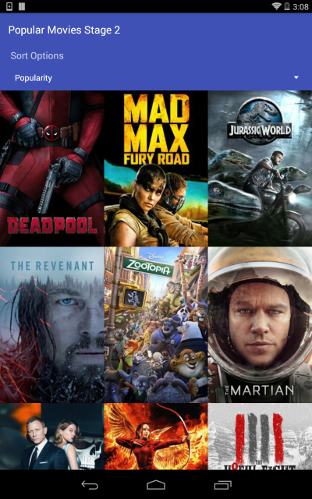 3:08
Popular Movies Stage 2
Sort Options
Popularity
DEADPOOL
MAD
MAX
FURY ROAD
JURASSIC WORLD
THE REVENANT
Disney
ZOOTOPIA
THE MARTIAN